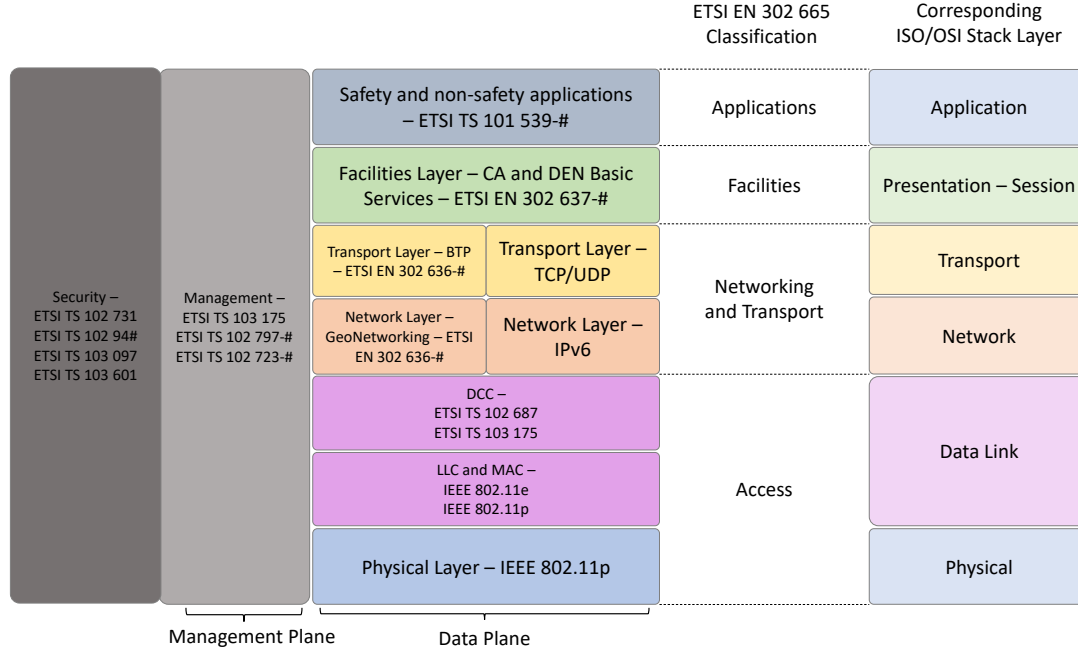 ETSI EN 302 665
Classification
Corresponding
ISO/OSI Stack Layer
Security –
ETSI TS 102 731
ETSI TS 102 94#
ETSI TS 103 097
ETSI TS 103 601
Management –
ETSI TS 103 175
ETSI TS 102 797-#
ETSI TS 102 723-#
Safety and non-safety applications
– ETSI TS 101 539-#
Applications
Application
Facilities Layer – CA and DEN Basic
Services – ETSI EN 302 637-#
Facilities
Presentation – Session
Transport Layer – BTP
– ETSI EN 302 636-#
Transport Layer –
TCP/UDP
Networking
and Transport
Transport
Network Layer –
GeoNetworking – ETSI
EN 302 636-#
Network Layer –
IPv6
Network
DCC –
ETSI TS 102 687
ETSI TS 103 175
LLC and MAC –
IEEE 802.11e
IEEE 802.11p
Access
Data Link
Physical Layer – IEEE 802.11p
Physical
Management Plane
Data Plane